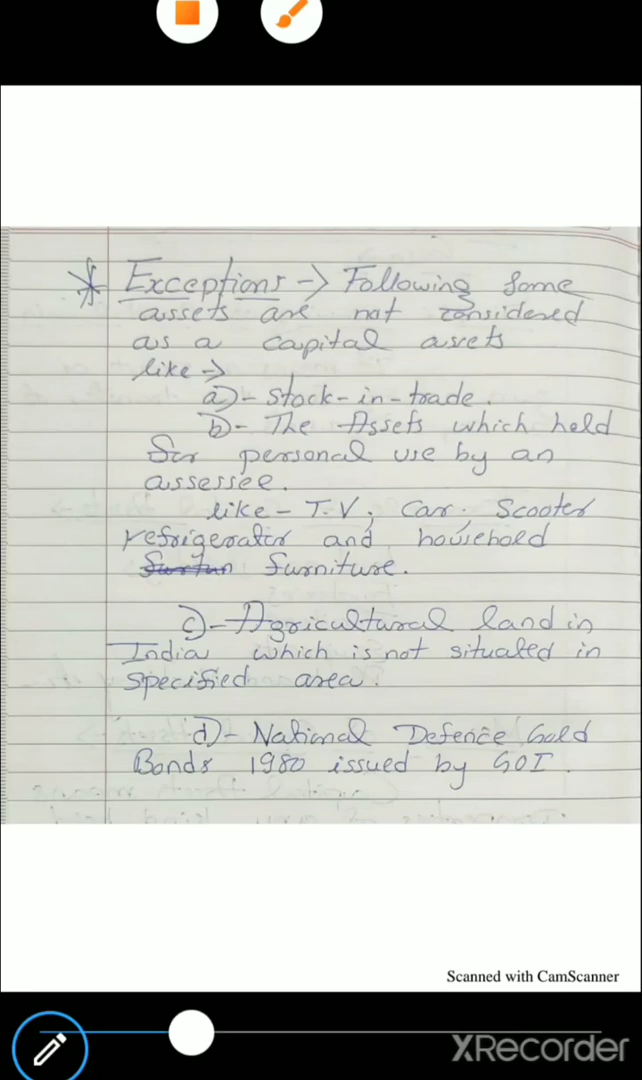 * Exceptions → Following some
assets are not considered
as a capital assets
like →
a)- Stock-in-trade.
b)- The Assets which held
for personal use by an
assessee.
like - T.V, Car, Scooter
refrigerator and household
furniture.
c)- Agricultural land in
India which is not situated in
specified area.
d)- National Defence Gold
Bonds 1980 issued by GOI.
Scanned with CamScanner
XRecorder